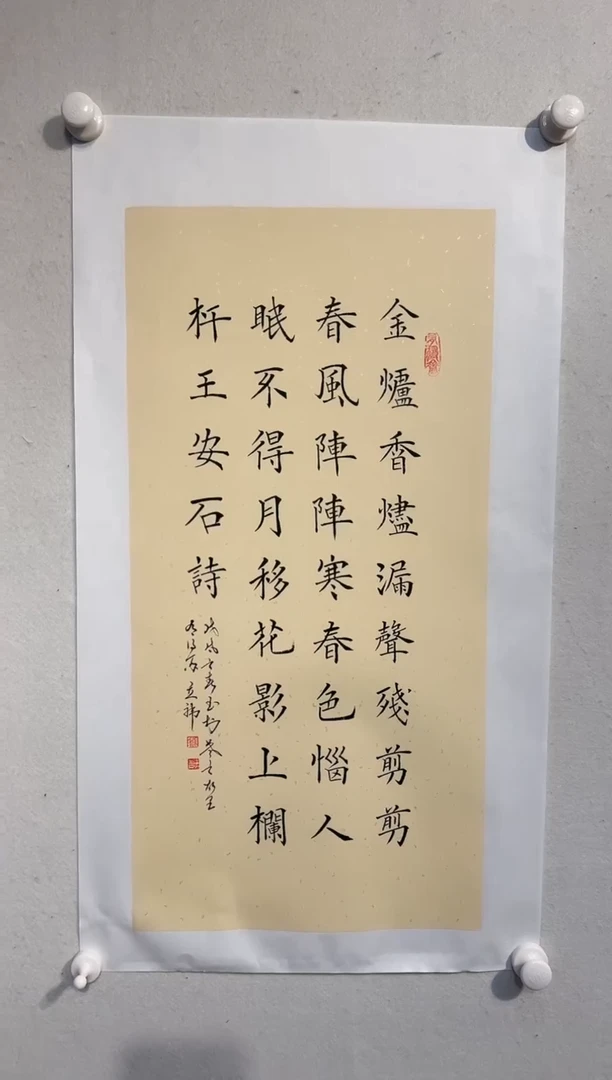 金爐香燼漏聲殘剪剪
春風陣陣寒春色惱人
眠不得月移花影上欄
杆王安石詩